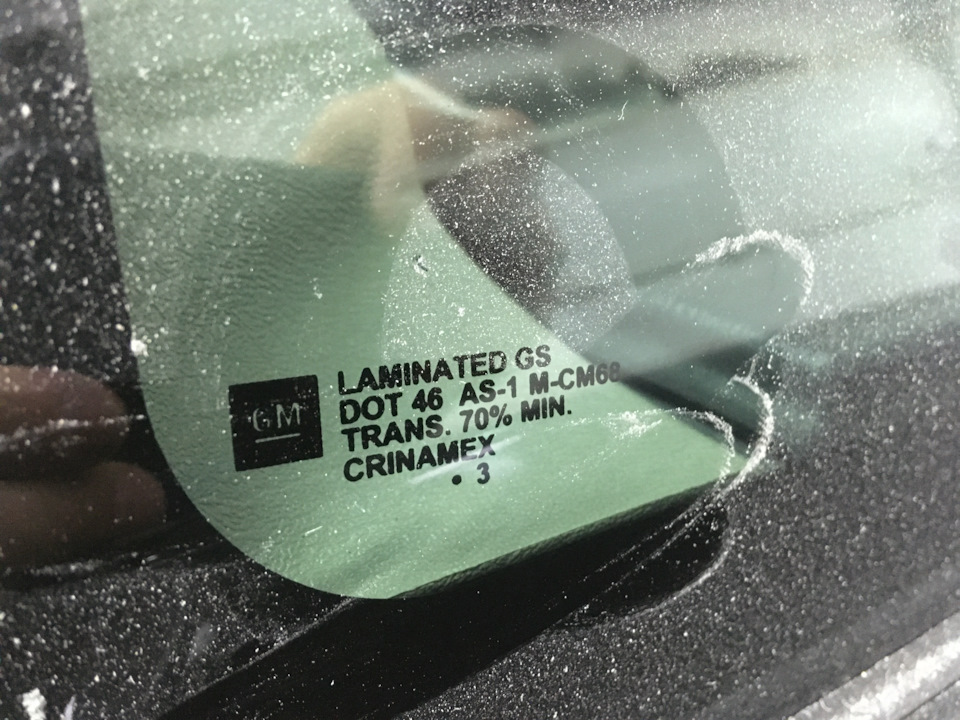 GM
LAMINATED GS
DOT 46 AS-1 M-CM68
TRANS. 70% MIN.
CRINAMEX
• 3